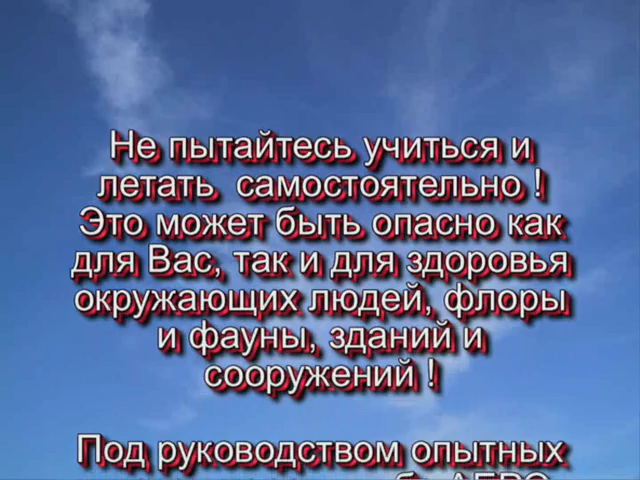 Не пытайтесь учиться и
летать самостоятельно !
Это может быть опасно как
для Вас, так и для здоровья
окружающих людей, флоры
и фауны, зданий и
сооружений !
Под руководством опытных